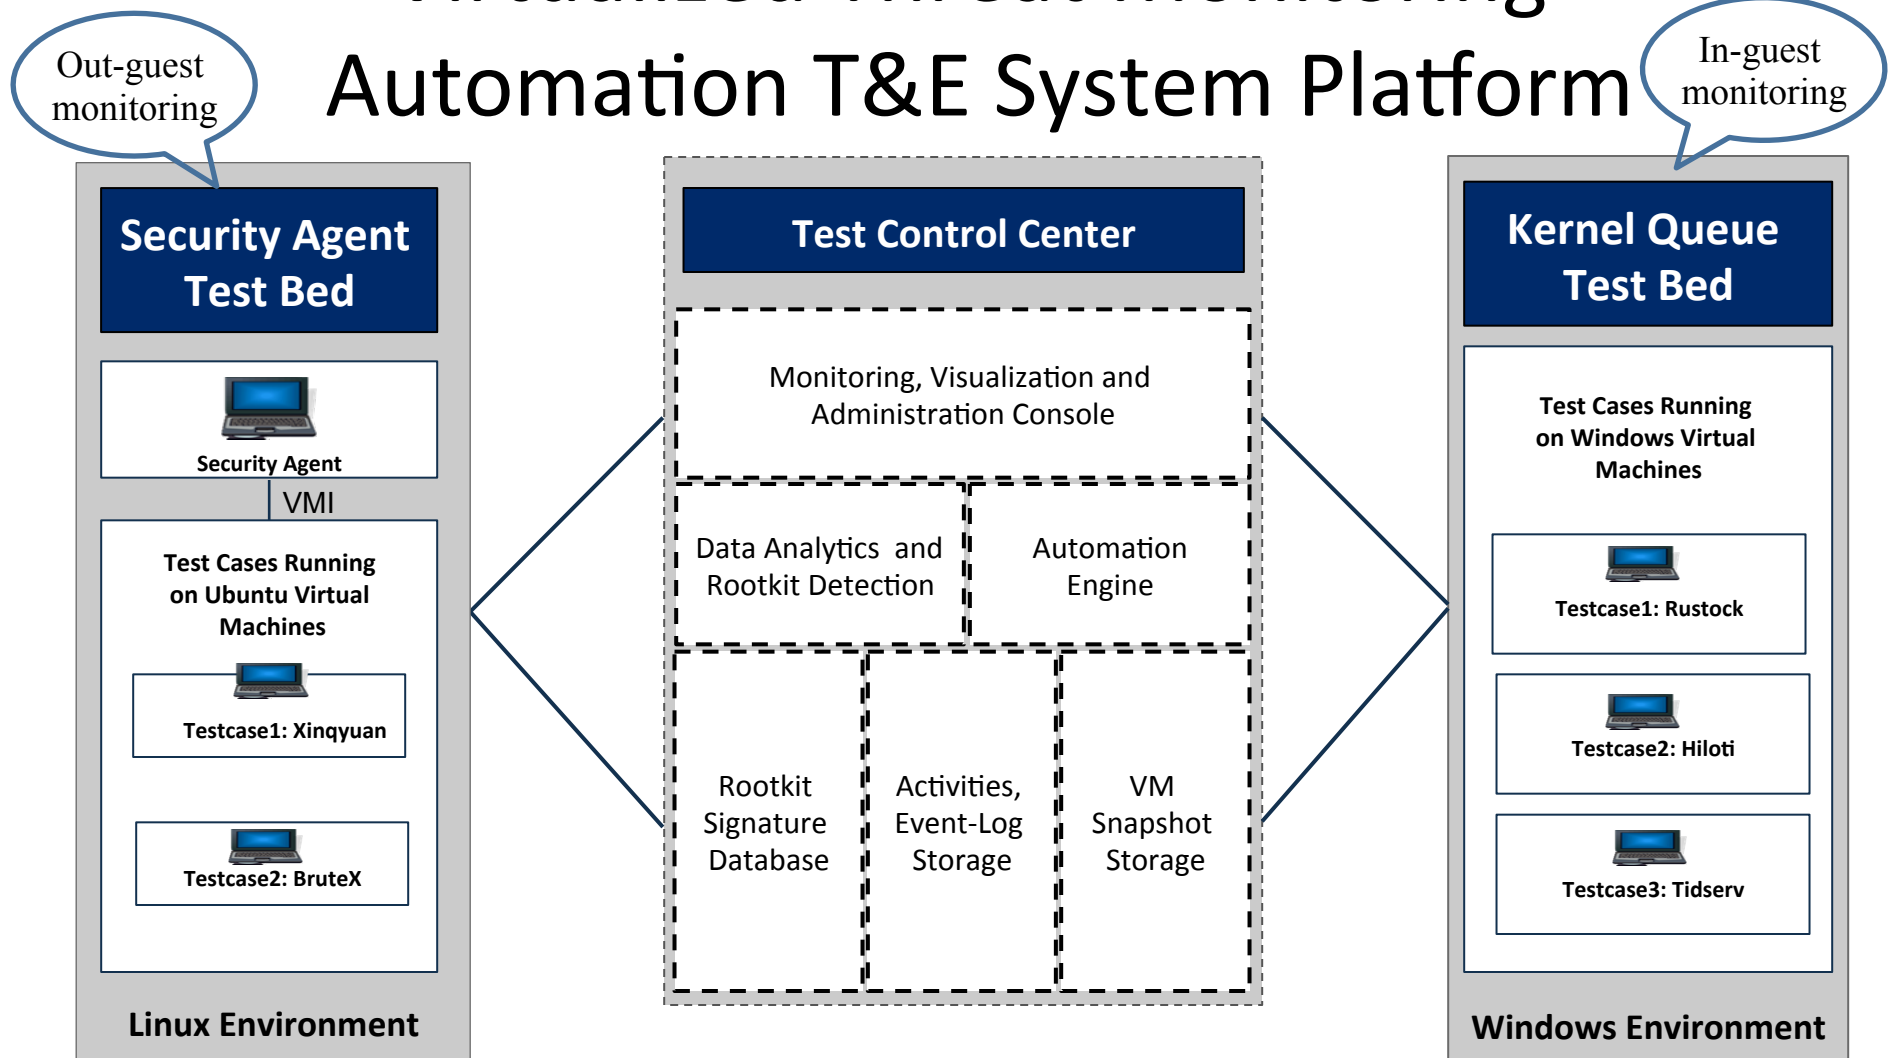 Virtualized Threat Monitoring
Automation T&E System Platform
Out-guest
monitoring
In-guest
monitoring
Security Agent
Test Bed
Security Agent
VMI
Test Cases Running
on Ubuntu Virtual
Machines
Testcase1: Xinqyuan
Testcase2: BruteX
Linux Environment
Test Control Center
Monitoring, Visualization and
Administration Console
Data Analytics and
Rootkit Detection
Automation
Engine
Rootkit
Signature
Database
Activities,
Event-Log
Storage
VM
Snapshot
Storage
Kernel Queue
Test Bed
Test Cases Running
on Windows Virtual
Machines
Testcase1: Rustock
Testcase2: Hiloti
Testcase3: Tidserv
Windows Environment